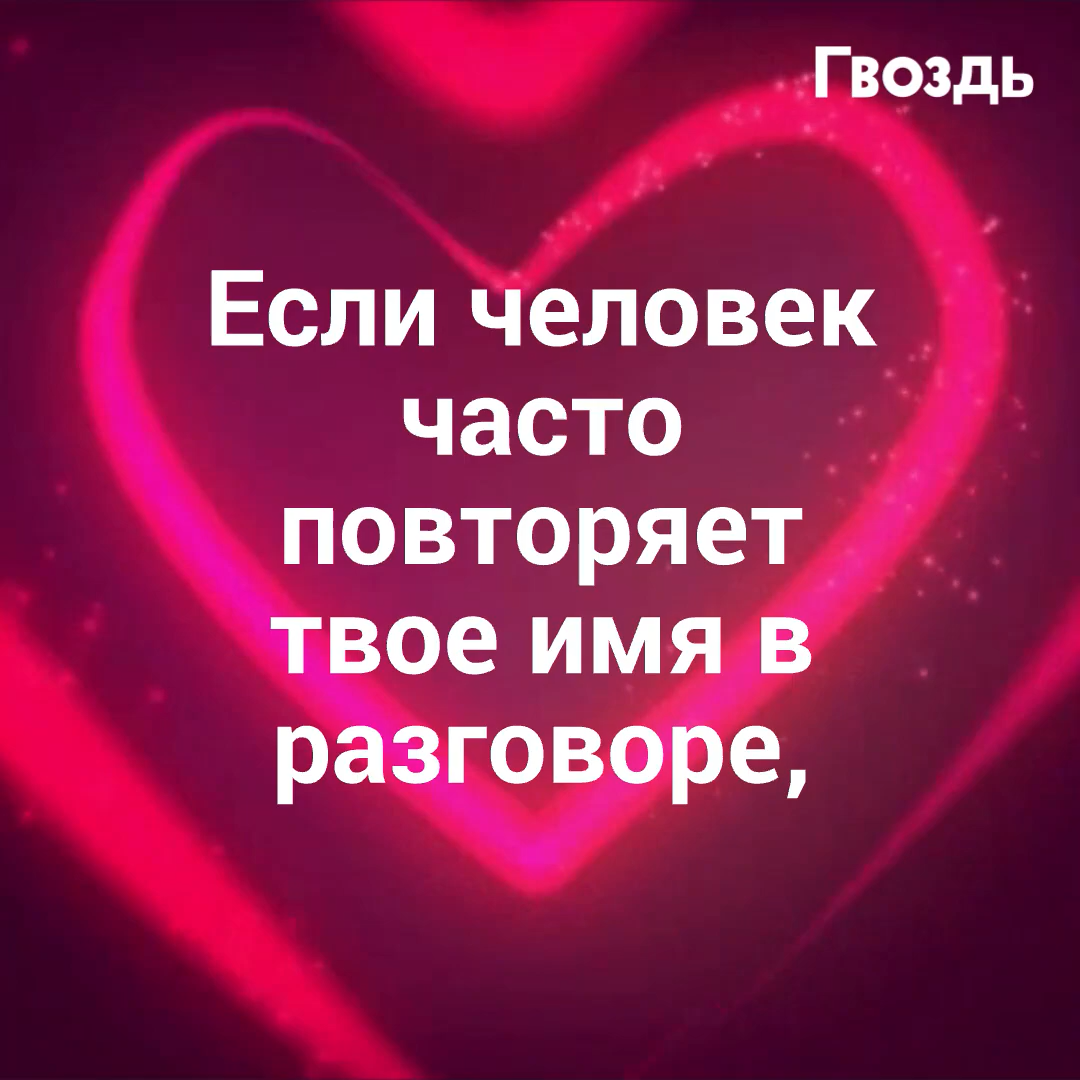 Гвоздь
Если человек
часто
повторяет
твое имя в
разговоре,